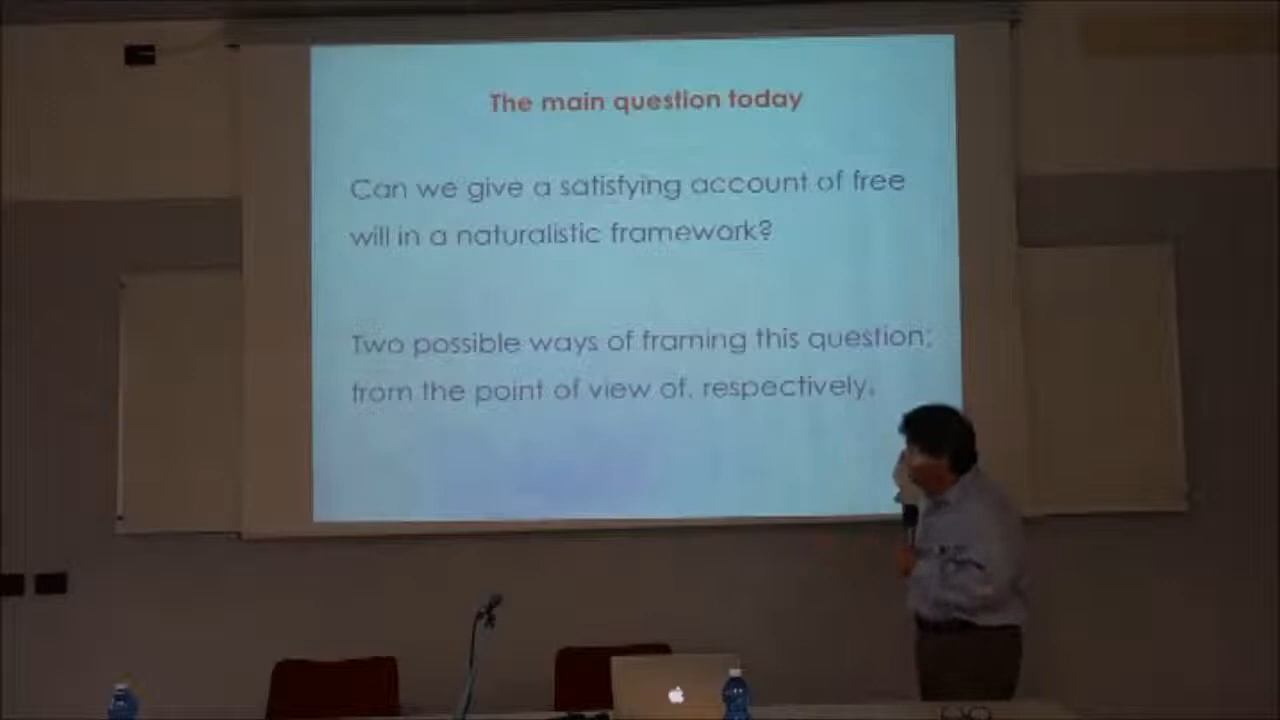 The main question today
Can we give a satisfying account of free
will in a naturalistic framework?
Two possible ways of framing this question:
from the point of view of, respectively,